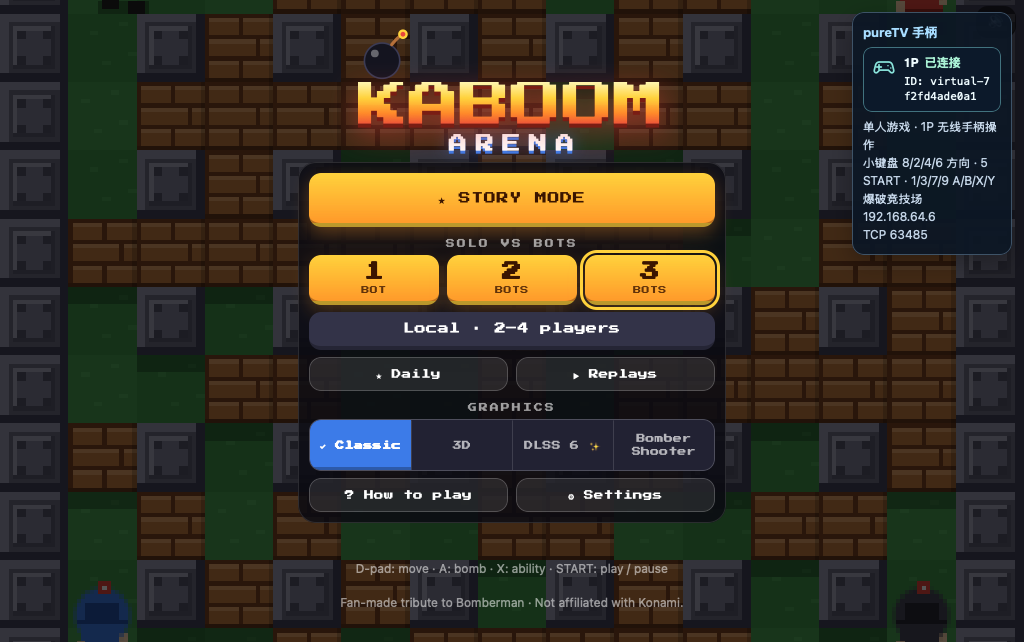 KABOOM
ARENA
★ STORY MODE
SOLO VS BOTS
1
BOT
2
BOTS
3
BOTS
Local · 2–4 players
★ Daily
▶ Replays
GRAPHICS
✓ Classic
3D
DLSS 6 ✨
Bomber
Shooter
? How to play
⚙ Settings
D-pad: move · A: bomb · X: ability · START: play / pause
Fan-made tribute to Bomberman · Not affiliated with Konami.
pureTV 手柄
1P 已连接
ID: virtual-7
f2fd4ade0a1
单人游戏 · 1P 无线手柄操
作
小键盘 8/2/4/6 方向 · 5
START · 1/3/7/9 A/B/X/Y
爆破竞技场
192.168.64.6
TCP 63485